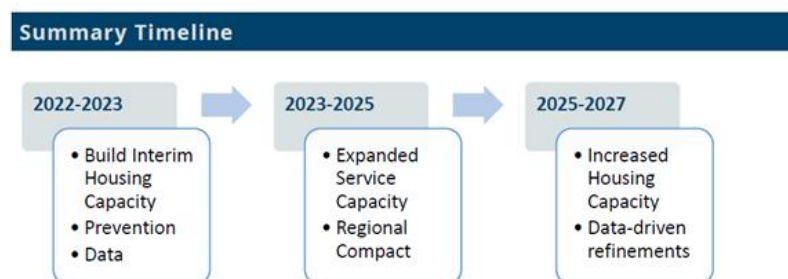 Summary Timeline
2022-2023
• Build Interim
Housing
Capacity
• Prevention
• Data
2023-2025
• Expanded
Service
Capacity
• Regional
Compact
2025-2027
• Increased
Housing
Capacity
• Data-driven
refinements